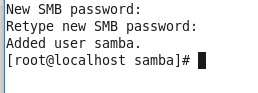 New SMB password:
Retype new SMB password:
Added user samba.
[root@localhost samba]#